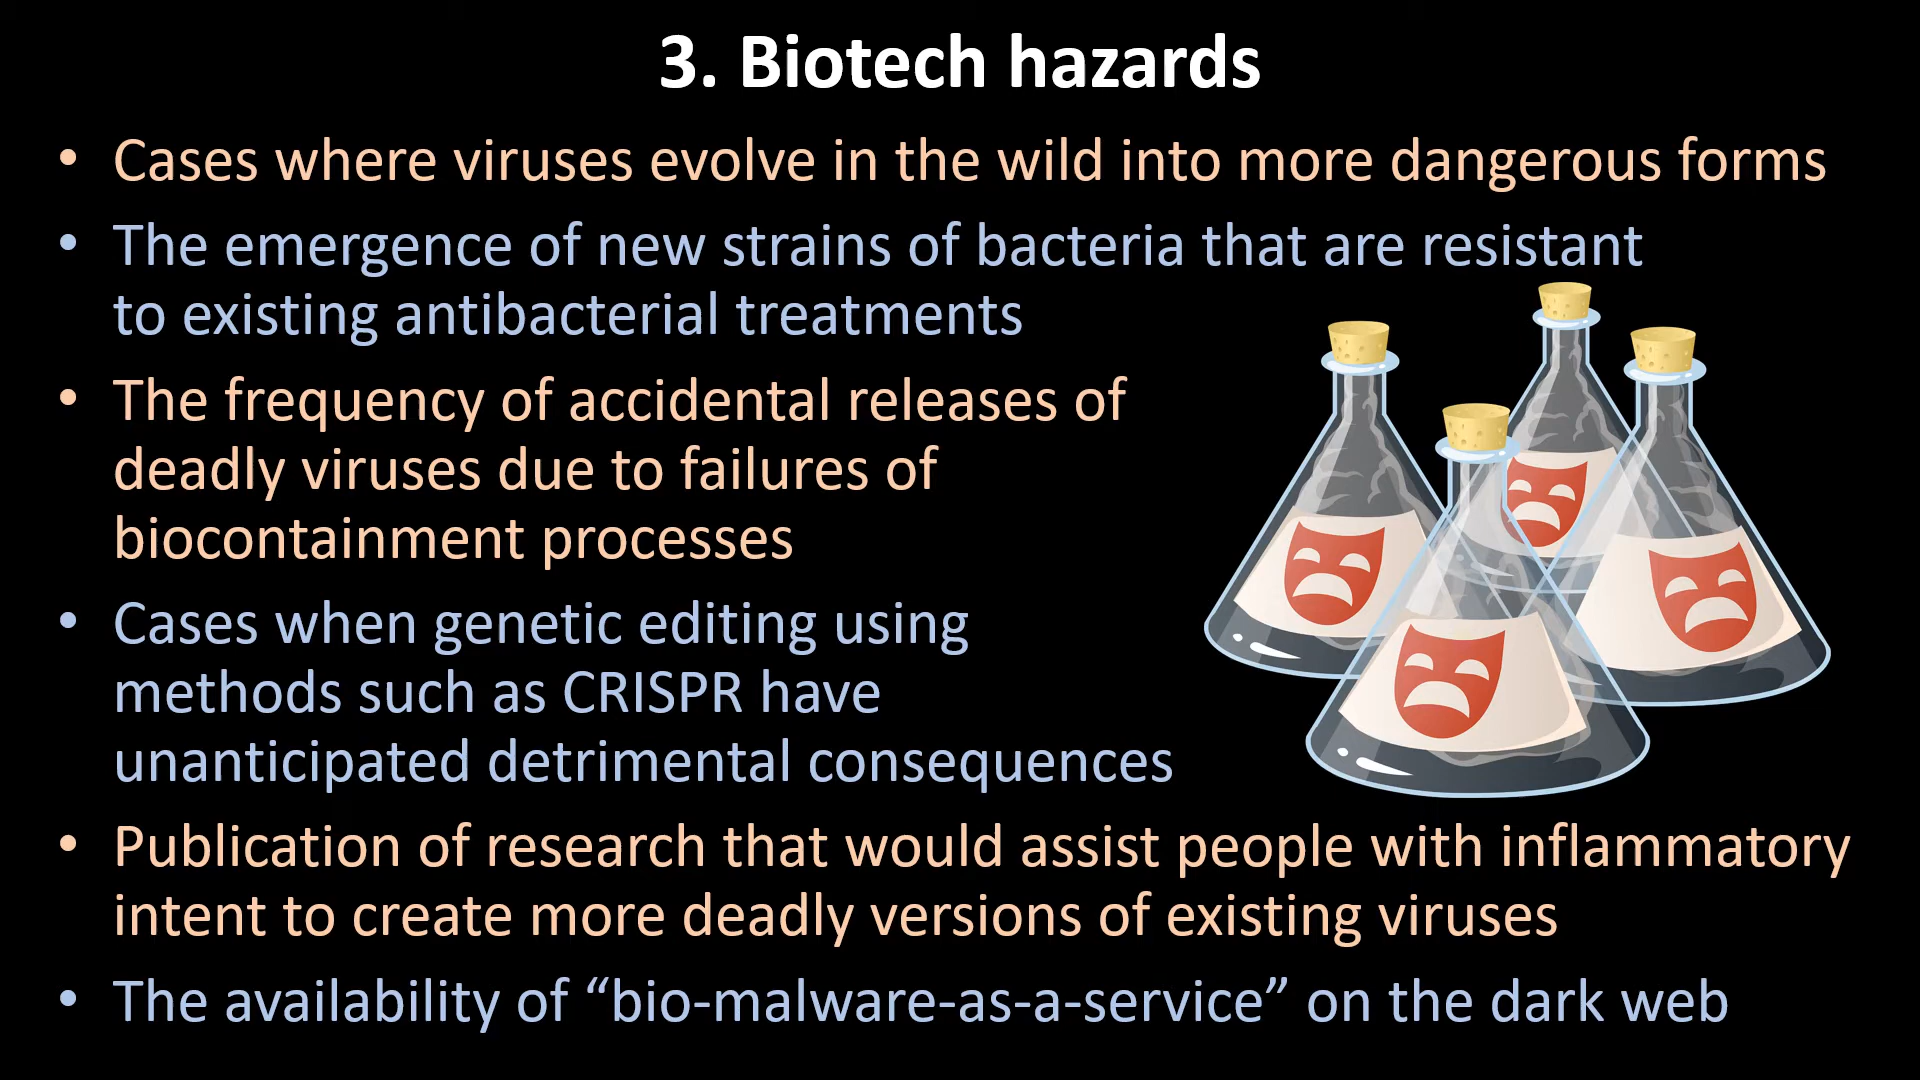 3. Biotech hazards
• Cases where viruses evolve in the wild into more dangerous forms
• The emergence of new strains of bacteria that are resistant
to existing antibacterial treatments
• The frequency of accidental releases of
deadly viruses due to failures of
biocontainment processes
• Cases when genetic editing using
methods such as CRISPR have
unanticipated detrimental consequences
• Publication of research that would assist people with inflammatory
intent to create more deadly versions of existing viruses
• The availability of “bio-malware-as-a-service” on the dark web